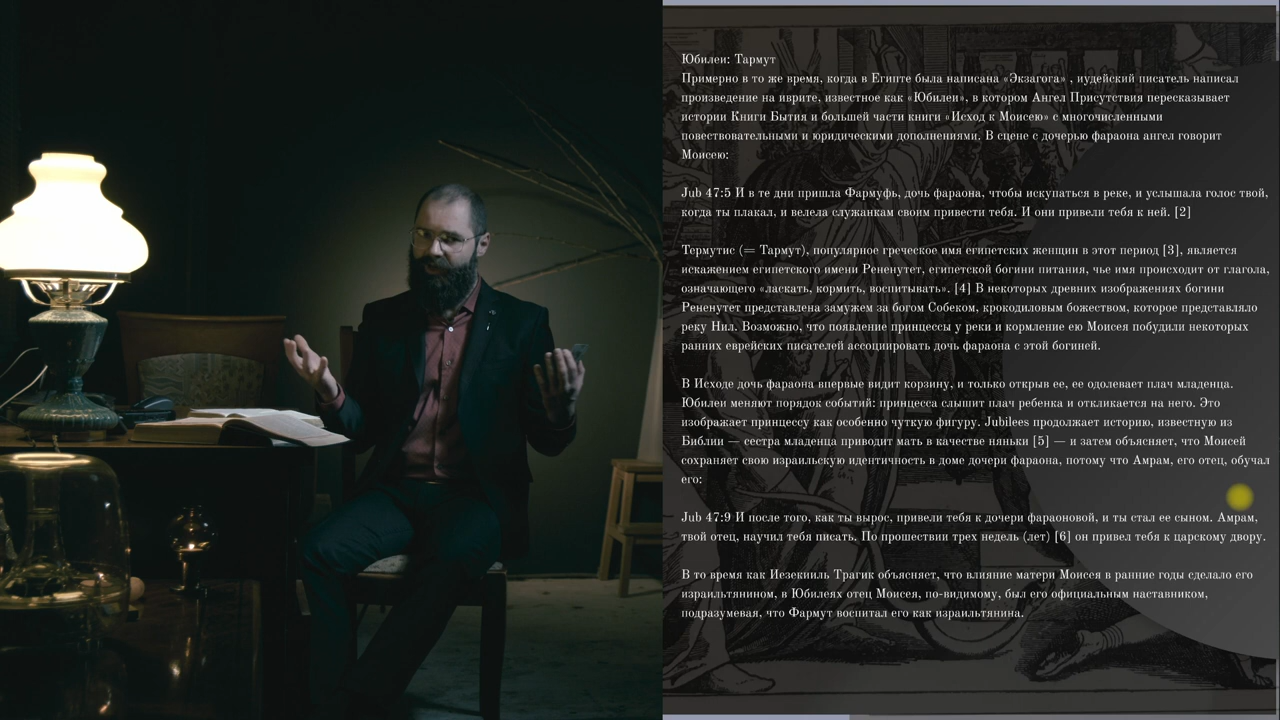 Юбилеи: Тармут
Примерно в то же время, когда в Египте была написана «Экзагога» , иудейский писатель написал
произведение на иврите, известное как «Юбилеи», в котором Ангел Присутствия пересказывает
истории Книги Бытия и большей части книги «Исход к Моисею» с многочисленными
повествовательными и юридическими дополнениями. В сцене с дочерью фараона ангел говорит
Моисею:
Jub 47:5 И в те дни пришла Фармуфь, дочь фараона, чтобы искупаться в реке, и услышала голос твой,
когда ты плакал, и велела служанкам своим привести тебя. И они привели тебя к ней. [2]
Термутис (= Тармут), популярное греческое имя египетских женщин в этот период [3], является
искажением египетского имени Рененутет, египетской богини питания, чье имя происходит от глагола,
означающего «ласкать, кормить, воспитывать». [4] В некоторых древних изображениях богини
Рененутет представлена замужем за богом Собеком, крокодиловым божеством, которое представляло
реку Нил. Возможно, что появление принцессы у реки и кормление ею Моисея побудили некоторых
ранних еврейских писателей ассоциировать дочь фараона с этой богиней.
В Исходе дочь фараона впервые видит корзину, и только открыв ее, ее одолевает плач младенца.
Юбилеи меняют порядок событий: принцесса слышит плач ребенка и откликается на него. Это
изображает принцессу как особенно чуткую фигуру. Jubilees продолжает историю, известную из
Библии — сестра младенца приводит мать в качестве няньки [5] — и затем объясняет, что Моисей
сохраняет свою израильскую идентичность в доме дочери фараона, потому что Амрам, его отец, обучал
его:
Jub 47:9 И после того, как ты вырос, привели тебя к дочери фараоновой, и ты стал ее сыном. Амрам,
твой отец, научил тебя писать. По прошествии трех недель (лет) [6] он привел тебя к царскому двору.
В то время как Иезекииль Трагик объясняет, что влияние матери Моисея в ранние годы сделало его
израильтянином, в Юбилеях отец Моисея, по-видимому, был его официальным наставником,
подразумевая, что Фармут воспитал его как израильтянина.